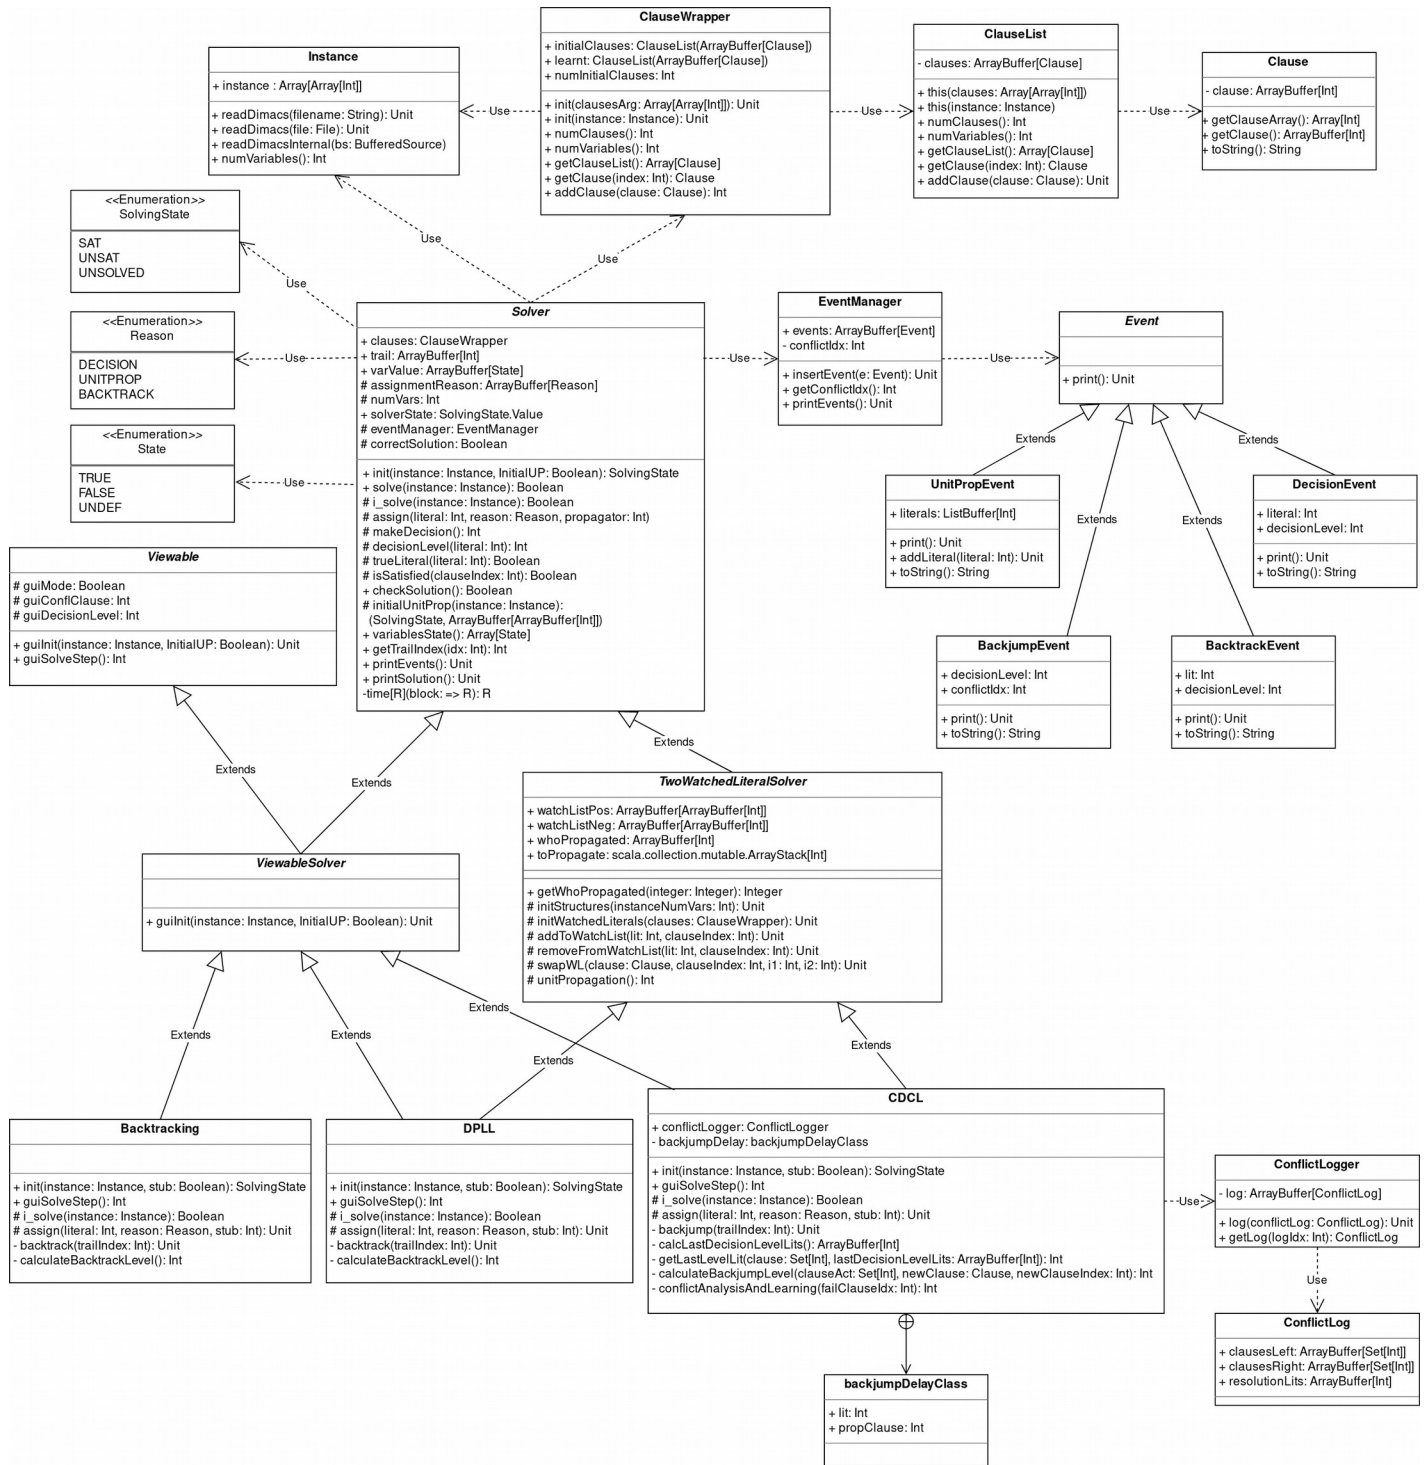 ClauseWrapper
+ initialClauses: ClauseList(ArrayBuffer[Clause])
+ learnt: ClauseList(ArrayBuffer[Clause])
+ numInitialClauses: Int
+ init(clausesArg: Array[Array[Int]]): Unit
+ init(instance: Instance): Unit
+ numClauses(): Int
+ numVariables(): Int
+ getClauseList(): Array[Clause]
+ getClause(index: Int): Clause
+ addClause(clause: Clause): Int
Instance
+ instance : Array[Array[Int]]
+ readDimacs(filename: String): Unit
+ readDimacs(file: File): Unit
+ readDimacsInternal(bs: BufferedSource)
+ numVariables(): Int
Use
Use
ClauseList
- clauses: ArrayBuffer[Clause]
+ this(clauses: Array[Array[Int]])
+ this(instance: Instance)
+ numClauses(): Int
+ numVariables(): Int
+ getClauseList(): Array[Clause]
+ getClause(index: Int): Clause
+ addClause(clause: Clause): Unit
Use
Clause
- clause: ArrayBuffer[Int]
+ getClauseArray(): Array[Int]
+ getClause(): ArrayBuffer[Int]
+ toString(): String
<<Enumeration>>
SolvingState
SAT
UNSAT
UNSOLVED
Use
Use
Use
<<Enumeration>>
Reason
DECISION
UNITPROP
BACKTRACK
Use
<<Enumeration>>
State
TRUE
FALSE
UNDEF
Use
Solver
+ clauses: ClauseWrapper
+ trail: ArrayBuffer[Int]
+ varValue: ArrayBuffer[State]
# assignmentReason: ArrayBuffer[Reason]
# numVars: Int
+ solverState: SolvingState.Value
# eventManager: EventManager
# correctSolution: Boolean
+ init(instance: Instance, InitialUP: Boolean): SolvingState
+ solve(instance: Instance): Boolean
# i_solve(instance: Instance): Boolean
# assign(literal: Int, reason: Reason, propagator: Int)
# makeDecision(): Int
# decisionLevel(literal: Int): Int
# trueLiteral(literal: Int): Boolean
# isSatisfied(clauseIndex: Int): Boolean
+ checkSolution(): Boolean
# initialUnitProp(instance: Instance):
(SolvingState, ArrayBuffer[ArrayBuffer[Int]])
+ variablesState(): Array[State]
+ getTrailIndex(idx: Int): Int
+ printEvents(): Unit
+ printSolution(): Unit
-time[R](block: => R): R
Use
EventManager
+ events: ArrayBuffer[Event]
- conflictIdx: Int
+ insertEvent(e: Event): Unit
+ getConflictIdx(): Int
+ printEvents(): Unit
Use
Event
+ print(): Unit
Extends
Extends
Extends
Extends
UnitPropEvent
+ literals: ListBuffer[Int]
+ print(): Unit
+ addLiteral(literal: Int): Unit
+ toString(): String
DecisionEvent
+ literal: Int
+ decisionLevel: Int
+ print(): Unit
+ toString(): String
BackjumpEvent
+ decisionLevel: Int
+ conflictIdx: Int
+ print(): Unit
+ toString(): String
BacktrackEvent
+ lit: Int
+ decisionLevel: Int
+ print(): Unit
+ toString(): String
Viewable
# guiMode: Boolean
# guiConflClause: Int
# guiDecisionLevel: Int
+ guiInit(instance: Instance, InitialUP: Boolean): Unit
+ guiSolveStep(): Int
Extends
Extends
Extends
TwoWatchedLiteralSolver
+ watchListPos: ArrayBuffer[ArrayBuffer[Int]]
+ watchListNeg: ArrayBuffer[ArrayBuffer[Int]]
+ whoPropagated: ArrayBuffer[Int]
+ toPropagate: scala.collection.mutable.ArrayStack[Int]
+ getWhoPropagated(integer: Integer): Integer
# initStructures(instanceNumVars: Int): Unit
# initWatchedLiterals(clauses: ClauseWrapper): Unit
# addToWatchList(lit: Int, clauseIndex: Int): Unit
# removeFromWatchList(lit: Int, clauseIndex: Int): Unit
# swapWL(clause: Clause, clauseIndex: Int, i1: Int, i2: Int): Unit
# unitPropagation(): Int
ViewableSolver
+ guiInit(instance: Instance, InitialUP: Boolean): Unit
Extends
Extends
Extends
Extends
Extends
Backtracking
+ init(instance: Instance, stub: Boolean): SolvingState
+ guiSolveStep(): Int
# i_solve(instance: Instance): Boolean
# assign(literal: Int, reason: Reason, stub: Int): Unit
- backtrack(trailIndex: Int): Unit
- calculateBacktrackLevel(): Int
DPLL
+ init(instance: Instance, stub: Boolean): SolvingState
+ guiSolveStep(): Int
# i_solve(instance: Instance): Boolean
# assign(literal: Int, reason: Reason, stub: Int): Unit
- backtrack(trailIndex: Int): Unit
- calculateBacktrackLevel(): Int
CDCL
+ conflictLogger: ConflictLogger
- backjumpDelay: backjumpDelayClass
+ init(instance: Instance, stub: Boolean): SolvingState
+ guiSolveStep(): Int
# i_solve(instance: Instance): Boolean
# assign(literal: Int, reason: Reason, stub: Int): Unit
- backjump(trailIndex: Int): Unit
- calcLastDecisionLevelLits(): ArrayBuffer[Int]
- getLastLevelLit(clause: Set[Int], lastDecisionLevelLits: ArrayBuffer[Int]): Int
- calculateBackjumpLevel(clauseAct: Set[Int], newClause: Clause, newClauseIndex: Int): Int
- conflictAnalysisAndLearning(failClauseIdx: Int): Int
Use
ConflictLogger
- log: ArrayBuffer[ConflictLog]
+ log(conflictLog: ConflictLog): Unit
+ getLog(logIdx: Int): ConflictLog
Use
ConflictLog
+ clausesLeft: ArrayBuffer[Set[Int]]
+ clausesRight: ArrayBuffer[Set[Int]]
+ resolutionLits: ArrayBuffer[Int]
backjumpDelayClass
+ lit: Int
+ propClause: Int